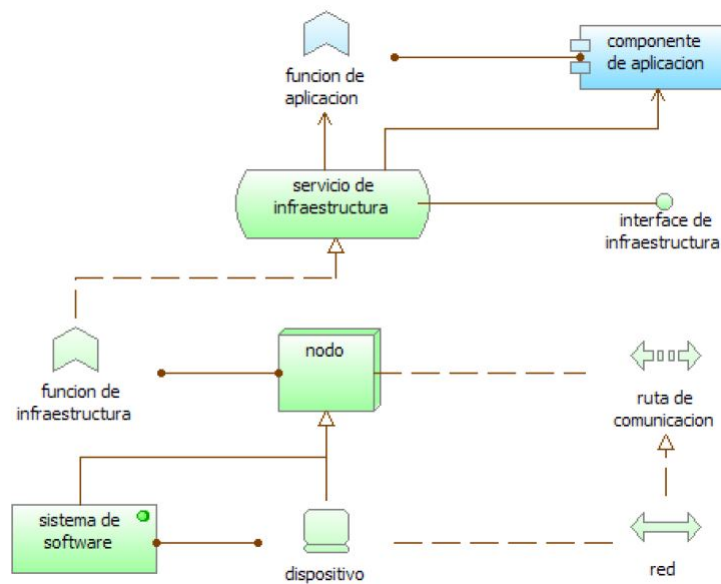 funcion de
aplicacion
componente
de aplicacion
servicio de
infraestructura
interface de
infraestructura
funcion de
infraestructura
nodo
ruta de
comunicacion
sistema de
software
dispositivo
red